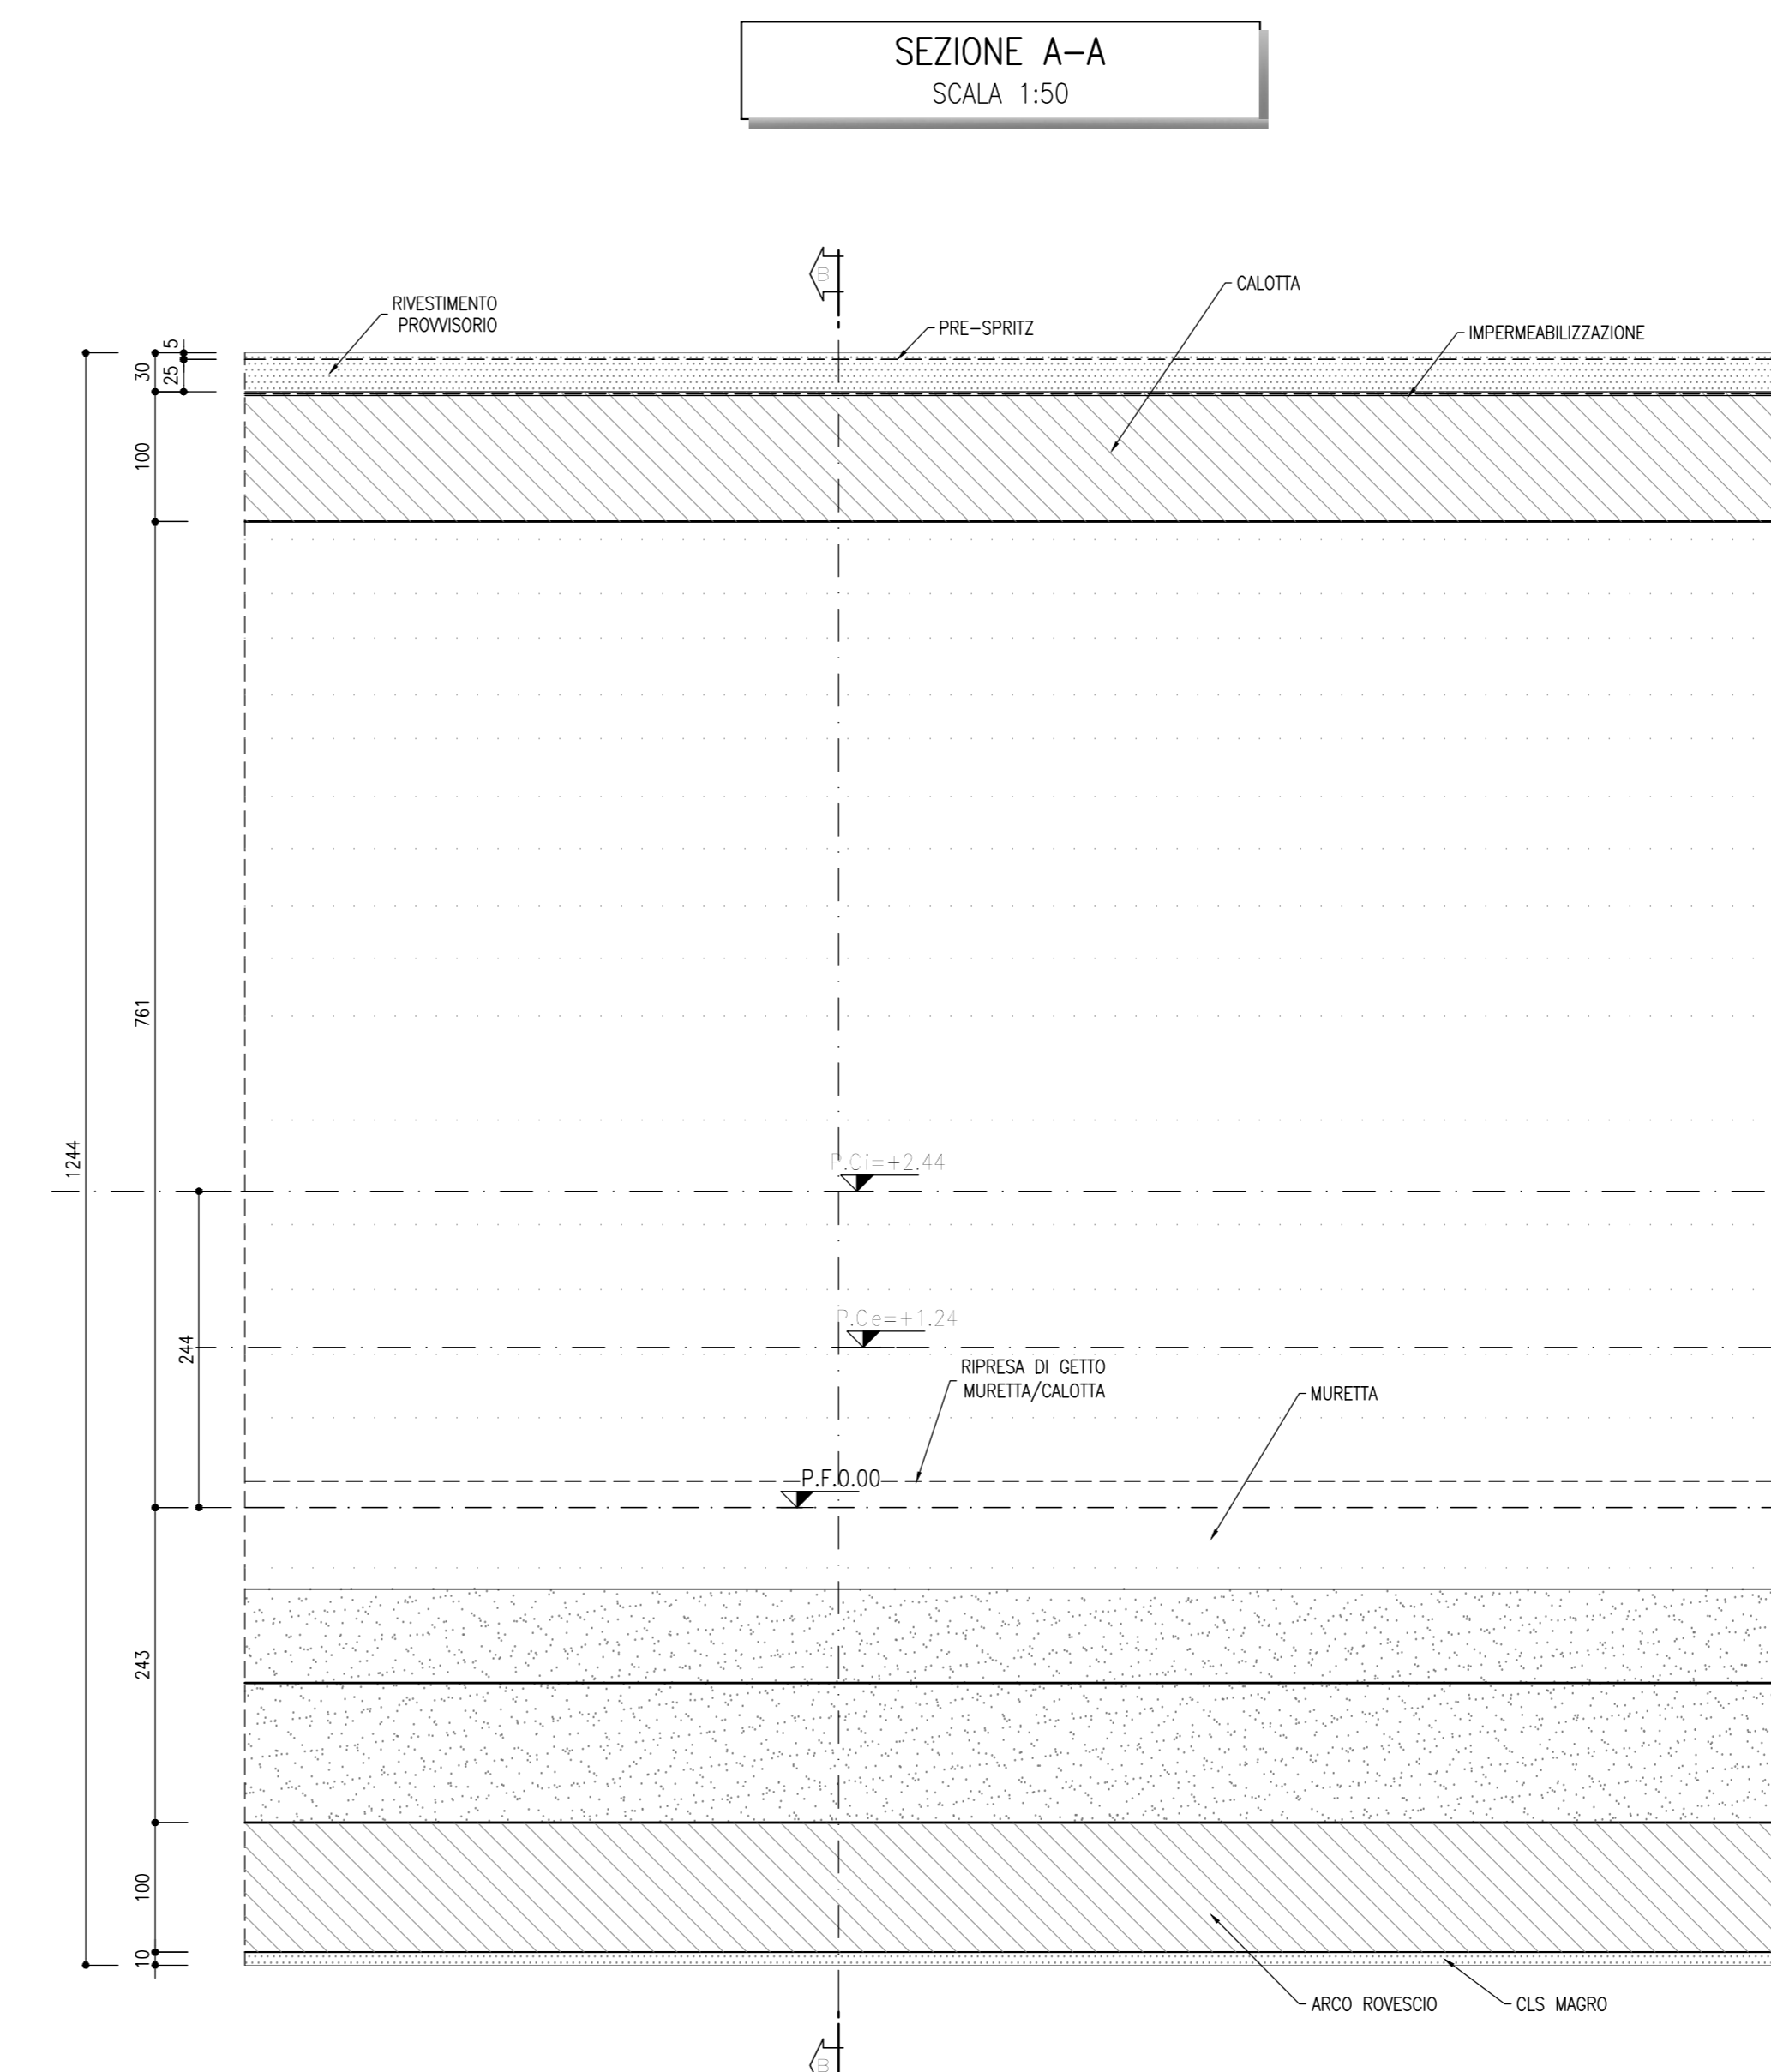 SEZIONE A-A
SCALA 1:50
B
CALOTTA
RIVESTIMENTO
PROVVISORIO
PRE-SPRITZ
IMPERMEABILIZZAZIONE
5
30
25
100
761
1244
P.Ci=+2.44
P.Ce=+1.24
244
RIPRESA DI GETTO
MURETTA/CALOTTA
MURETTA
P.F.0.00
243
100
10
ARCO ROVESCIO
CLS MAGRO
B